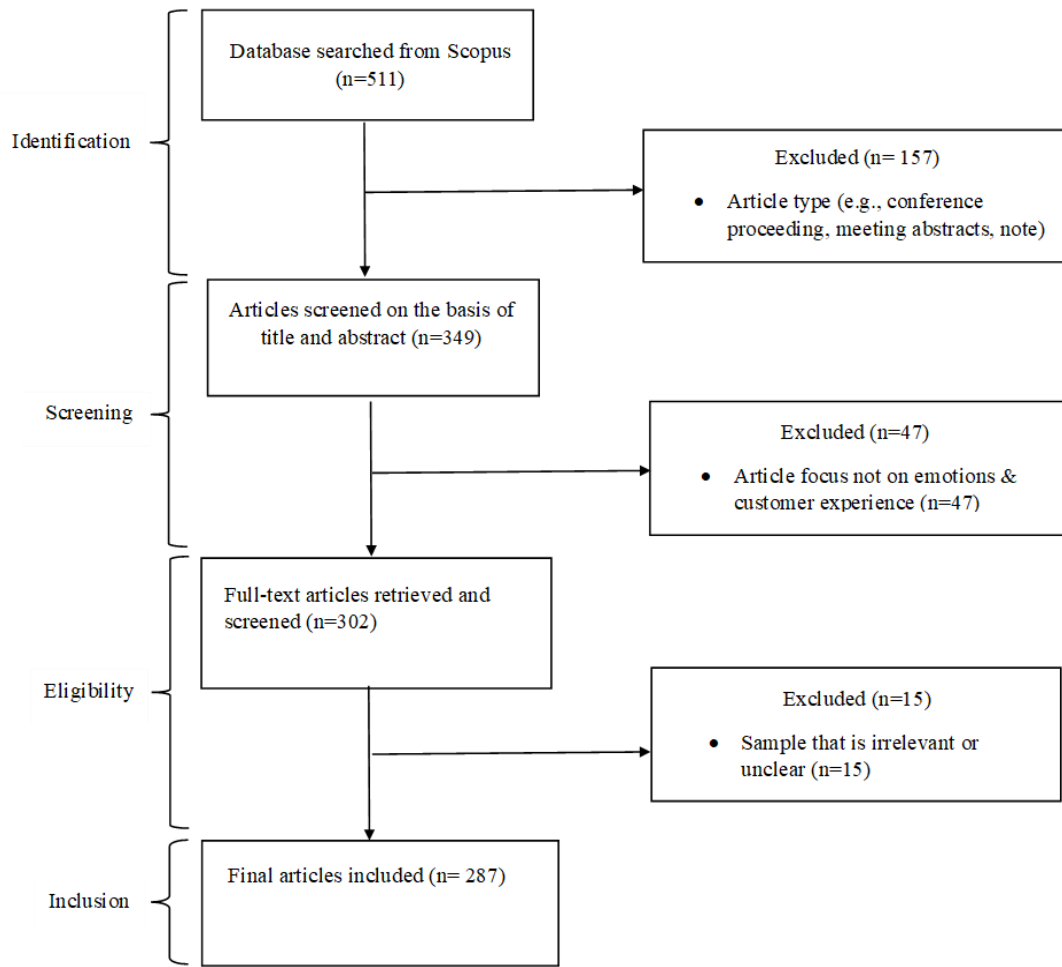 Database searched from Scopus
(n=511)
Identification
Excluded (n= 157)
• Article type (e.g., conference
proceeding, meeting abstracts, note)
Articles screened on the basis of
title and abstract (n=349)
Screening
Excluded (n=47)
• Article focus not on emotions &
customer experience (n=47)
Full-text articles retrieved and
screened (n=302)
Eligibility
Excluded (n=15)
• Sample that is irrelevant or
unclear (n=15)
Final articles included (n= 287)
Inclusion